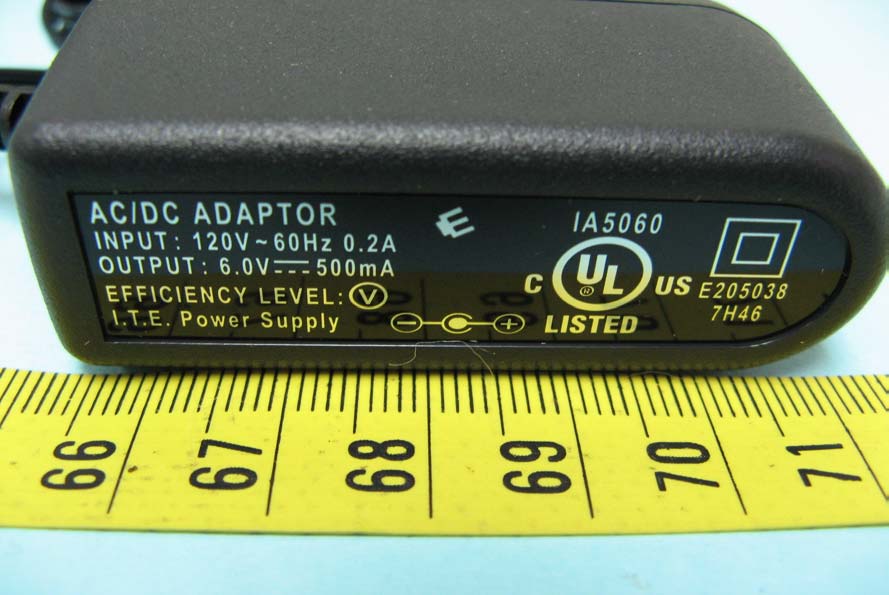 AC/DC ADAPTOR
INPUT: 120V~60Hz 0.2A
OUTPUT: 6.0V⎓500mA
EFFICIENCY LEVEL: Ⓥ
I.T.E. Power Supply
E
IA5060
C UL® US
LISTED
E205038
7H46
66 67 68 69 70 71